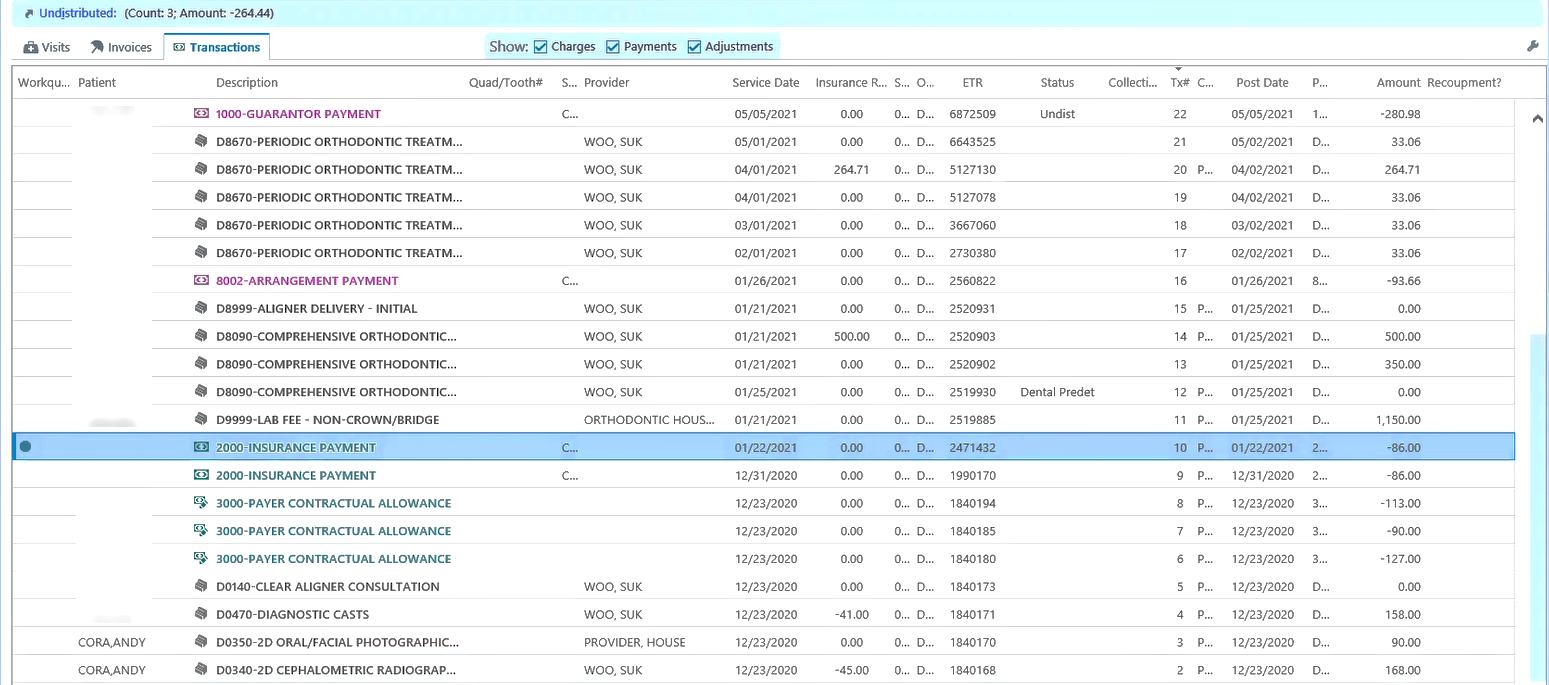 Undistributed: (Count: 3; Amount: -264.44)
Visits Invoices Transactions Show: Charges Payments Adjustments
Workqu... Patient Description Quad/Tooth# S... Provider Service Date Insurance R... S... O... ETR Status Collecti... Tx# C... Post Date P... Amount Recoupment?
1000-GUARANTOR PAYMENT C... 05/05/2021 0.00 0... D... 6872509 Undist 22 05/05/2021 1... -280.98
D8670-PERIODIC ORTHODONTIC TREATM... WOO, SUK 05/01/2021 0.00 0... D... 6643525 21 05/02/2021 D... 33.06
D8670-PERIODIC ORTHODONTIC TREATM... WOO, SUK 04/01/2021 264.71 0... D... 5127130 20 P... 04/02/2021 D... 264.71
D8670-PERIODIC ORTHODONTIC TREATM... WOO, SUK 04/01/2021 0.00 0... D... 5127078 19 04/02/2021 D... 33.06
D8670-PERIODIC ORTHODONTIC TREATM... WOO, SUK 03/01/2021 0.00 0... D... 3667060 18 03/02/2021 D... 33.06
D8670-PERIODIC ORTHODONTIC TREATM... WOO, SUK 02/01/2021 0.00 0... D... 2730380 17 02/02/2021 D... 33.06
8002-ARRANGEMENT PAYMENT C... 01/26/2021 0.00 0... D... 2560822 16 01/26/2021 8... -93.66
D8999-ALIGNER DELIVERY - INITIAL WOO, SUK 01/21/2021 0.00 0... D... 2520931 15 P... 01/25/2021 D... 0.00
D8090-COMPREHENSIVE ORTHODONTIC... WOO, SUK 01/21/2021 500.00 0... D... 2520903 14 P... 01/25/2021 D... 500.00
D8090-COMPREHENSIVE ORTHODONTIC... WOO, SUK 01/21/2021 0.00 0... D... 2520902 13 01/25/2021 D... 350.00
D8090-COMPREHENSIVE ORTHODONTIC... WOO, SUK 01/25/2021 0.00 0... D... 2519930 Dental Predet 12 P... 01/25/2021 D... 0.00
D9999-LAB FEE - NON-CROWN/BRIDGE ORTHODONTIC HOUS... 01/21/2021 0.00 0... D... 2519885 11 P... 01/25/2021 D... 1,150.00
2000-INSURANCE PAYMENT C... 01/22/2021 0.00 0... D... 2471432 10 P... 01/22/2021 2... -86.00
2000-INSURANCE PAYMENT C... 12/31/2020 0.00 0... D... 1990170 9 P... 12/31/2020 2... -86.00
3000-PAYER CONTRACTUAL ALLOWANCE 12/23/2020 0.00 0... D... 1840194 8 P... 12/23/2020 3... -113.00
3000-PAYER CONTRACTUAL ALLOWANCE 12/23/2020 0.00 0... D... 1840185 7 P... 12/23/2020 3... -90.00
3000-PAYER CONTRACTUAL ALLOWANCE 12/23/2020 0.00 0... D... 1840180 6 P... 12/23/2020 3... -127.00
D0140-CLEAR ALIGNER CONSULTATION WOO, SUK 12/23/2020 0.00 0... D... 1840173 5 P... 12/23/2020 D... 0.00
D0470-DIAGNOSTIC CASTS WOO, SUK 12/23/2020 -41.00 0... D... 1840171 4 P... 12/23/2020 D... 158.00
CORA,ANDY D0350-2D ORAL/FACIAL PHOTOGRAPHIC... PROVIDER, HOUSE 12/23/2020 0.00 0... D... 1840170 3 P... 12/23/2020 D... 90.00
CORA,ANDY D0340-2D CEPHALOMETRIC RADIOGRAP... WOO, SUK 12/23/2020 -45.00 0... D... 1840168 2 P... 12/23/2020 D... 168.00